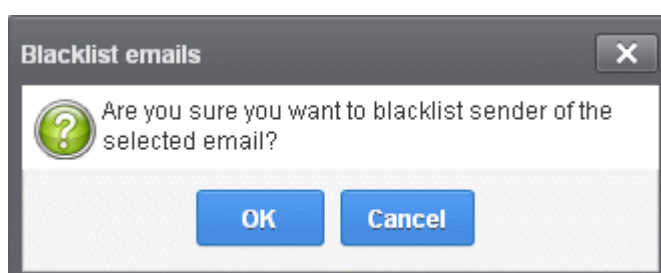 Blacklist emails
Are you sure you want to blacklist sender of the
selected email?
OK Cancel